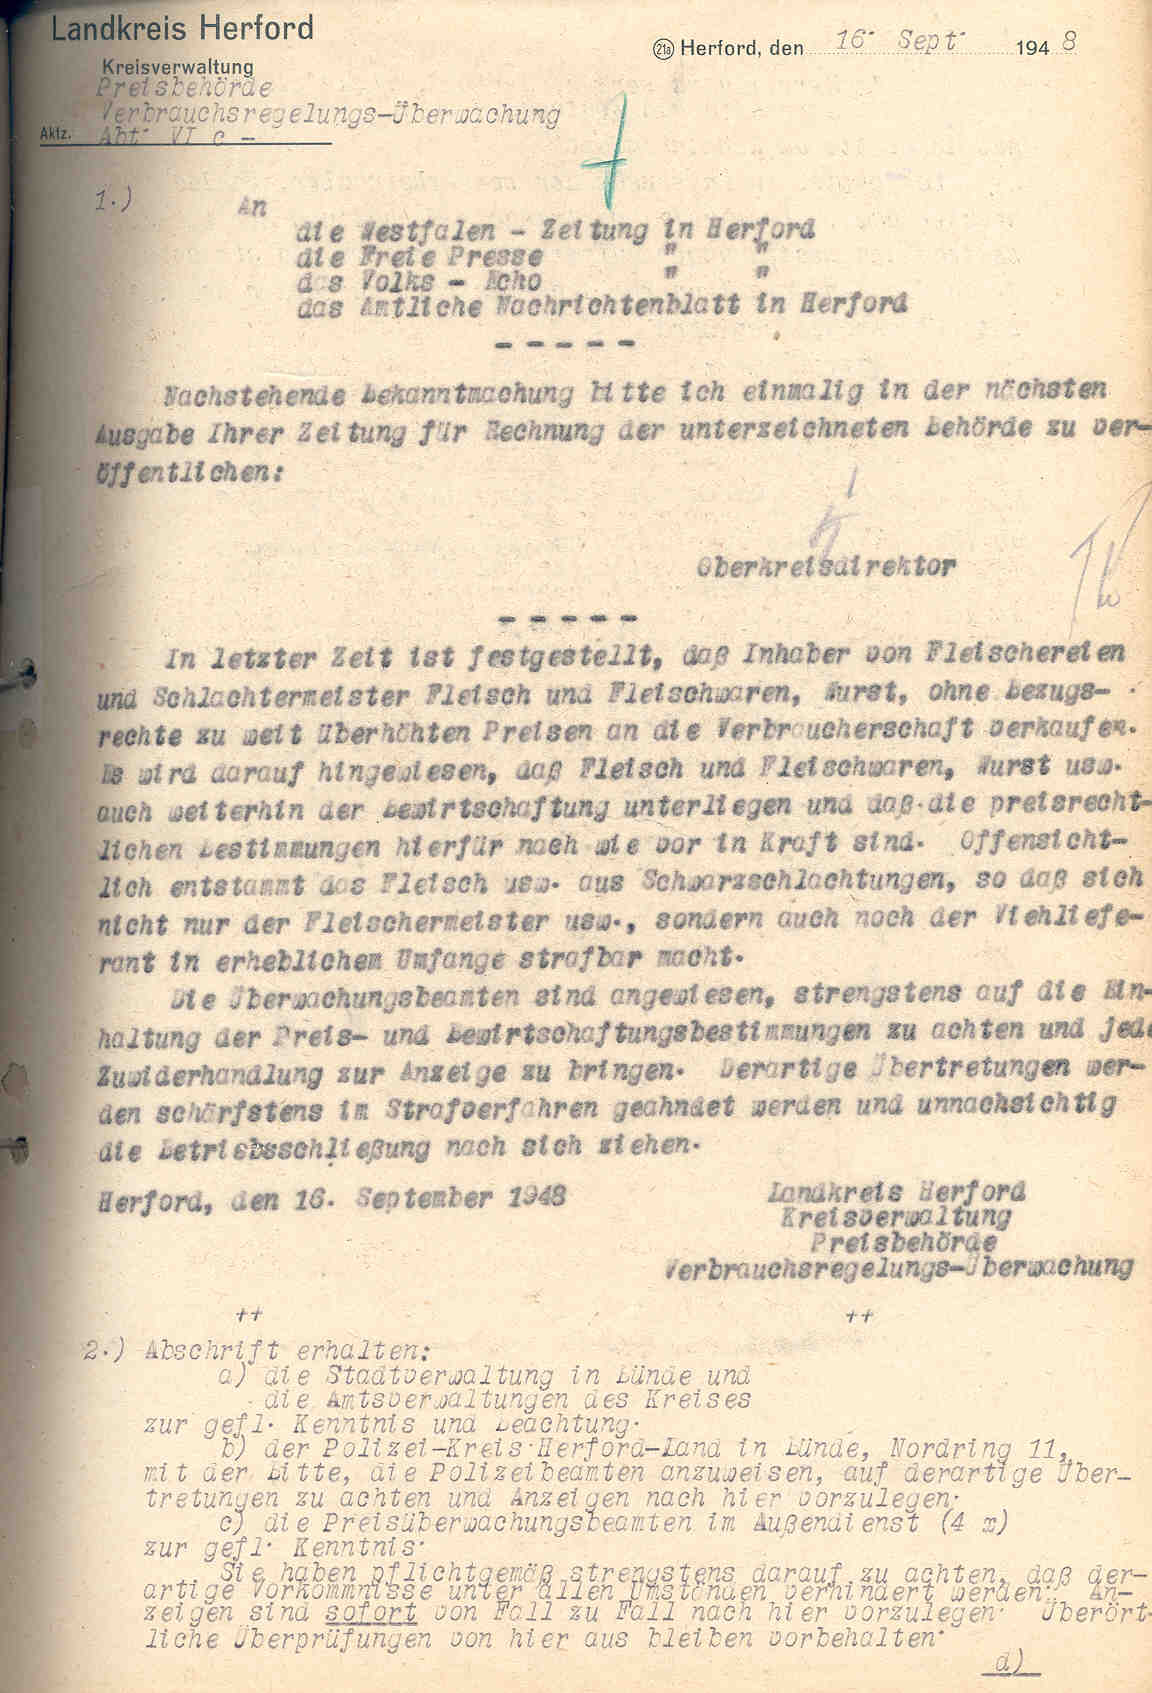 Landkreis Herford
Kreisverwaltung
Preisbehörde
Verbrauchsregelungs-Überwachung
Aktz. Abt. VI c -
21a Herford, den 16. Sept. 1948
1.) An
die Westfalen - Zeitung in Herford
die Freie Presse " "
das Volks - Echo " "
das Amtliche Nachrichtenblatt in Herford
- - - - -
Nachstehende Bekanntmachung bitte ich einmalig in der nächsten
Ausgabe Ihrer Zeitung für Rechnung der unterzeichneten Behörde zu ver-
öffentlichen:
Oberkreisdirektor
- - - - -
In letzter Zeit ist festgestellt, daß Inhaber von Fleischereien
und Schlachtermeister Fleisch und Fleischwaren, Wurst, ohne Bezugs-
rechte zu weit überhöhten Preisen an die Verbraucherschaft verkaufen.
Es wird darauf hingewiesen, daß Fleisch und Fleischwaren, Wurst usw.
auch weiterhin der Bewirtschaftung unterliegen und daß die preisrecht-
lichen Bestimmungen hierfür nach wie vor in Kraft sind. Offensicht-
lich entstammt das Fleisch usw. aus Schwarzschlachtungen, so daß sich
nicht nur der Fleischermeister usw., sondern auch noch der Viehliefe-
rant in erheblichem Umfange strafbar macht.
Die Überwachungsbeamten sind angewiesen, strengstens auf die Ein-
haltung der Preis- und Bewirtschaftungsbestimmungen zu achten und jede
Zuwiderhandlung zur Anzeige zu bringen. Derartige Übertretungen wer-
den schärfstens im Strafverfahren geahndet werden und unnachsichtig
die Betriebsschließung nach sich ziehen.
Herford, den 16. September 1948
Landkreis Herford
Kreisverwaltung
Preisbehörde
Verbrauchsregelungs-Überwachung
++ ++
2.) Abschrift erhalten:
a) die Stadtverwaltung in Bünde und
die Amtsverwaltungen des Kreises
zur gefl. Kenntnis und Beachtung.
b) der Polizei-Kreis Herford-Land in Bünde, Nordring 11,
mit der Bitte, die Polizeibeamten anzuweisen, auf derartige Über-
tretungen zu achten und Anzeigen nach hier vorzulegen.
c) die Preisüberwachungsbeamten im Außendienst (4 x)
zur gefl. Kenntnis.
Sie haben pflichtgemäß strengstens darauf zu achten, daß der-
artige Vorkommnisse unter allen Umständen verhindert werden. An-
zeigen sind sofort von Fall zu Fall nach hier vorzulegen. Überört-
liche Überprüfungen von hier aus bleiben vorbehalten.
d)